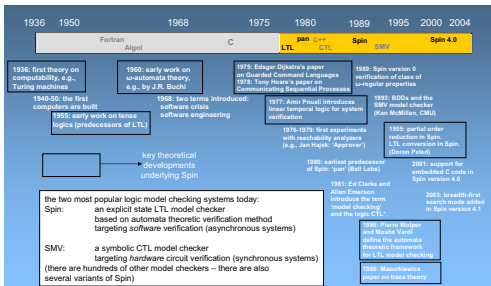 1936 1950 1968 1975 1980 1989 1995 2000 2004
Fortran
Algol
C
pan C++
LTL CTL
Spin
SMV
Spin 4.0
1936: first theory on
computability, e.g.,
Turing machines
1940-50: the first
computers are built
1955: early work on tense
logics (predecessors of LTL)
1960: early work on
ω-automata theory,
e.g., by J.R. Buchi
1968: two terms introduced:
software crisis
software engineering
1975: Edsger Dijkstra's paper
on Guarded Command Languages
1978: Tony Hoare's paper on
Communicating Sequential Processes
1977: Amir Pnueli introduces
linear temporal logic for system
verification
1976-1979: first experiments
with reachability analyzers
(e.g., Jan Hajek: 'Approver')
1980: earliest predecessor
of Spin: 'pan' (Bell Labs)
1981: Ed Clarke and
Allen Emerson
introduce the term
'model checking'
and the logic CTL*
1986: Pierre Wolper
and Moshe Vardi
define the automata
theoretic framework
for LTL model checking
1986: Mazurkiewicz
paper on trace theory
1989: Spin version 0
verification of class of
ω-regular properties
1993: BDDs and the
SMV model checker
(Ken McMillan, CMU)
1995: partial order
reduction in Spin.
LTL conversion in Spin.
(Doron Peled)
2001: support for
embedded C code in
Spin version 4.0
2003: breadth-first
search mode added
in Spin version 4.1
key theoretical
developments
underlying Spin
the two most popular logic model checking systems today:
Spin: an explicit state LTL model checker
based on automata theoretic verification method
targeting software verification (asynchronous systems)
SMV: a symbolic CTL model checker
targeting hardware circuit verification (synchronous systems)
(there are hundreds of other model checkers – there are also
several variants of Spin)